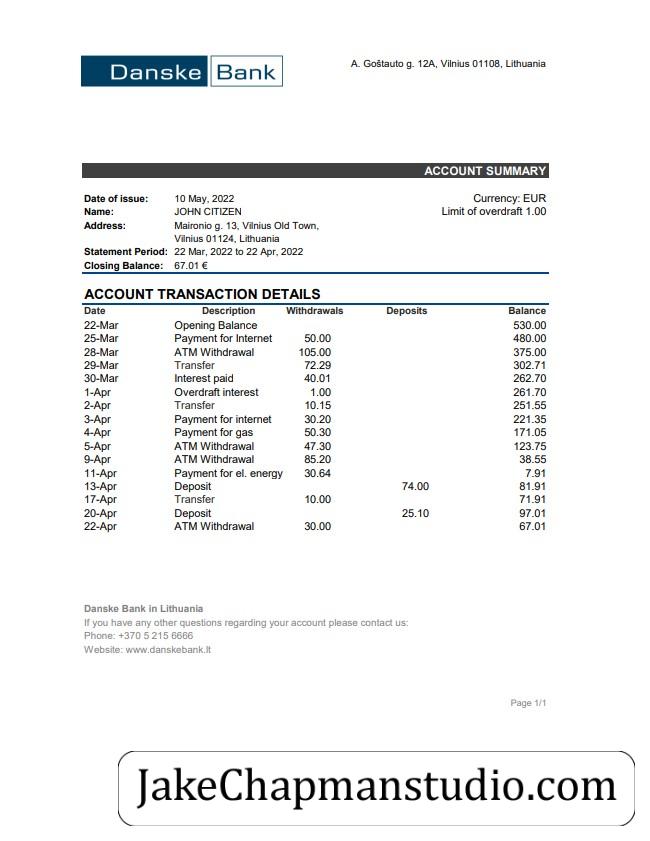 Danske Bank
A. Goštauto g. 12A, Vilnius 01108, Lithuania
ACCOUNT SUMMARY
Date of issue: 10 May, 2022 Currency: EUR
Name: JOHN CITIZEN Limit of overdraft 1.00
Address: Maironio g. 13, Vilnius Old Town,
Vilnius 01124, Lithuania
Statement Period: 22 Mar, 2022 to 22 Apr, 2022
Closing Balance: 67.01 €
ACCOUNT TRANSACTION DETAILS
Date Description Withdrawals Deposits Balance
22-Mar Opening Balance 530.00
25-Mar Payment for Internet 50.00 480.00
28-Mar ATM Withdrawal 105.00 375.00
29-Mar Transfer 72.29 302.71
30-Mar Interest paid 40.01 262.70
1-Apr Overdraft interest 1.00 261.70
2-Apr Transfer 10.15 251.55
3-Apr Payment for internet 30.20 221.35
4-Apr Payment for gas 50.30 171.05
5-Apr ATM Withdrawal 47.30 123.75
9-Apr ATM Withdrawal 85.20 38.55
11-Apr Payment for el. energy 30.64 7.91
13-Apr Deposit 74.00 81.91
17-Apr Transfer 10.00 71.91
20-Apr Deposit 25.10 97.01
22-Apr ATM Withdrawal 30.00 67.01
Danske Bank in Lithuania
If you have any other questions regarding your account please contact us:
Phone: +370 5 215 6666
Website: www.danskebank.lt
Page 1/1
JakeChapmanstudio.com